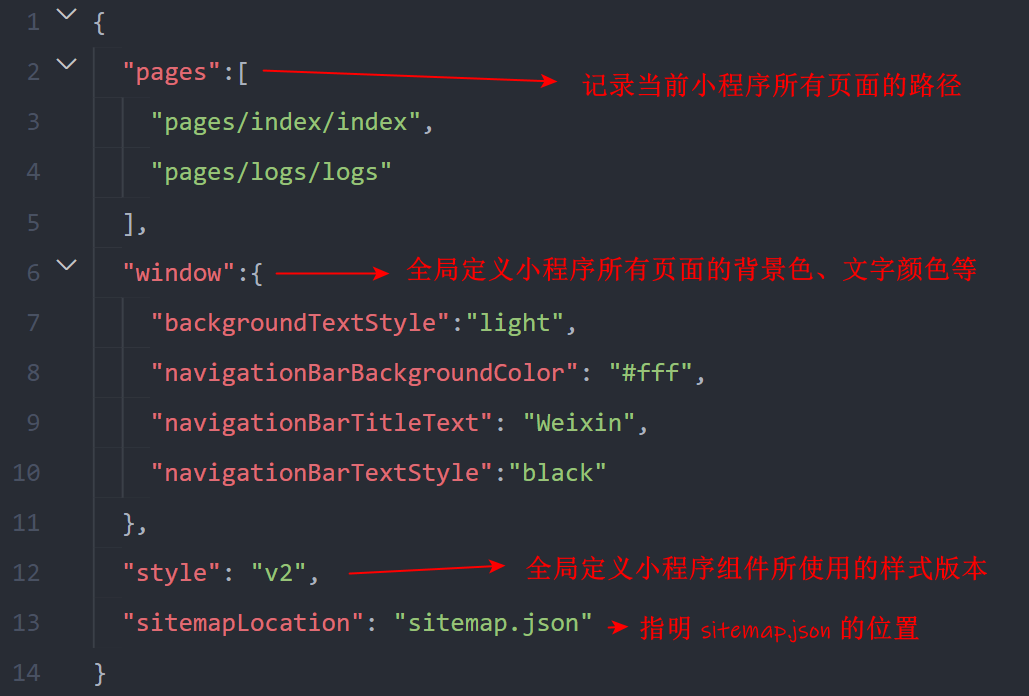 1 {
2 "pages":[ 记录当前小程序所有页面的路径
3 "pages/index/index",
4 "pages/logs/logs"
5 ],
6 "window":{ 全局定义小程序所有页面的背景色、文字颜色等
7 "backgroundTextStyle":"light",
8 "navigationBarBackgroundColor": "#fff",
9 "navigationBarTitleText": "Weixin",
10 "navigationBarTextStyle":"black"
11 },
12 "style": "v2", 全局定义小程序组件所使用的样式版本
13 "sitemapLocation": "sitemap.json" 指明 sitemap.json 的位置
14 }